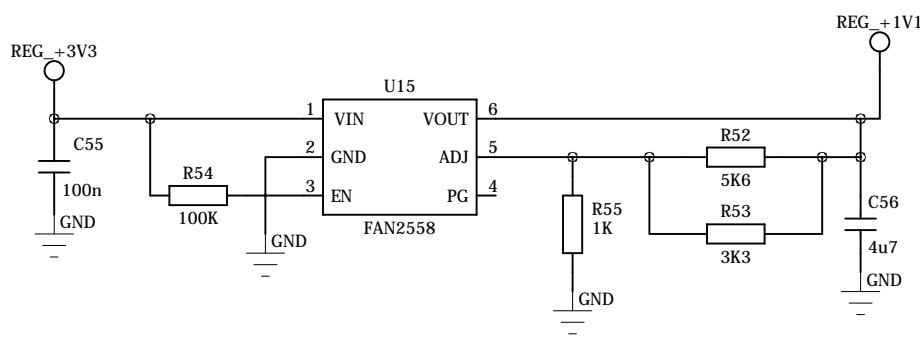 REG_+1V1
REG_+3V3
U15
1 VIN VOUT 6
C55
100n
2 GND ADJ 5
R52
5K6
R54
100K
3 EN PG 4
FAN2558
R55
1K
R53
3K3
C56
4u7
GND
GND
GND
GND